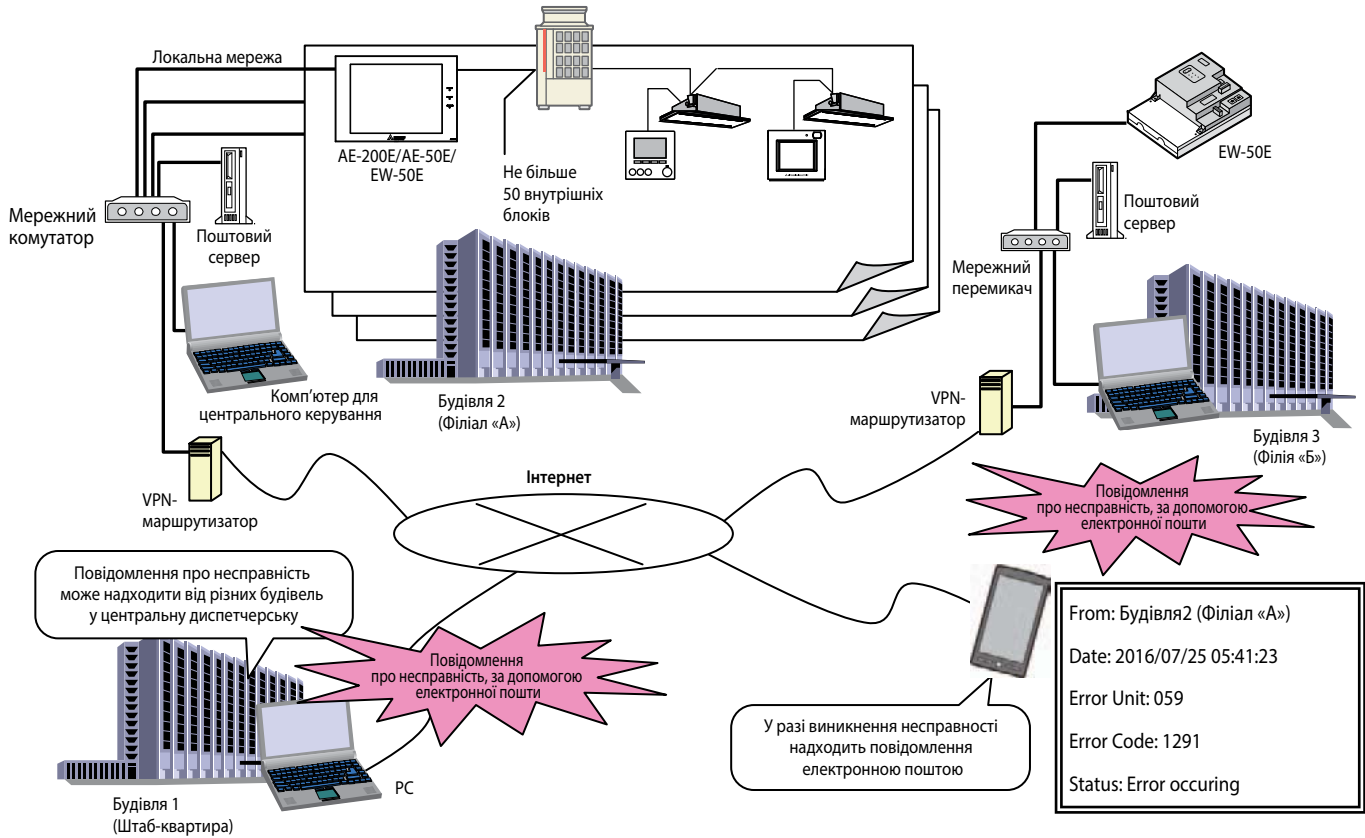 Локальна мережа
AE-200E/AE-50E/
EW-50E
Не більше
50 внутрішніх
блоків
Мережний
комутатор
Поштовий
сервер
Комп'ютер для
центрального керування
Будівля 2
(Філіал «А»)
VPN-
маршрутизатор
EW-50E
Поштовий
сервер
Мережний
перемикач
VPN-
маршрутизатор
Будівля 3
(Філія «Б»)
Інтернет
Повідомлення
про несправність, за допомогою
електронної пошти
Повідомлення про несправність
може надходити від різних будівель
у центральну диспетчерську
Повідомлення
про несправність, за допомогою
електронної пошти
PC
Будівля 1
(Штаб-квартира)
У разі виникнення несправності
надходить повідомлення
електронною поштою
From: Будівля2 (Філіал «А»)
Date: 2016/07/25 05:41:23
Error Unit: 059
Error Code: 1291
Status: Error occuring